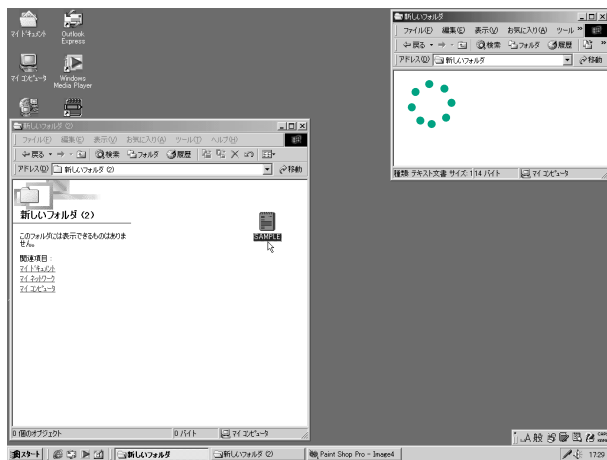 マイ ドキュメント
Outlook
Express
マイ コンピュータ
Windows
Media Player
新しいフォルダ (2)
ファイル(F) 編集(E) 表示(V) お気に入り(A) ツール(T) ヘルプ(H)
戻る
検索 フォルダ 履歴
アドレス(D) 新しいフォルダ (2) 移動
新しいフォルダ (2)
このフォルダには表示できるものはありま
せん。
関連項目 :
マイ ドキュメント
マイ ネットワーク
マイ コンピュータ
SAMPLE
0 個のオブジェクト 0 バイト マイ コンピュータ
新しいフォルダ
ファイル(F) 編集(E) 表示(V) お気に入り(A) ツール »
戻る 検索 フォルダ 履歴 »
アドレス(D) 新しいフォルダ 移動
種類: テキスト文書 サイズ: 114 バイト マイ コンピュータ
A 般
スタート 新しいフォルダ 新しいフォルダ (2) Paint Shop Pro - Image4 17:29